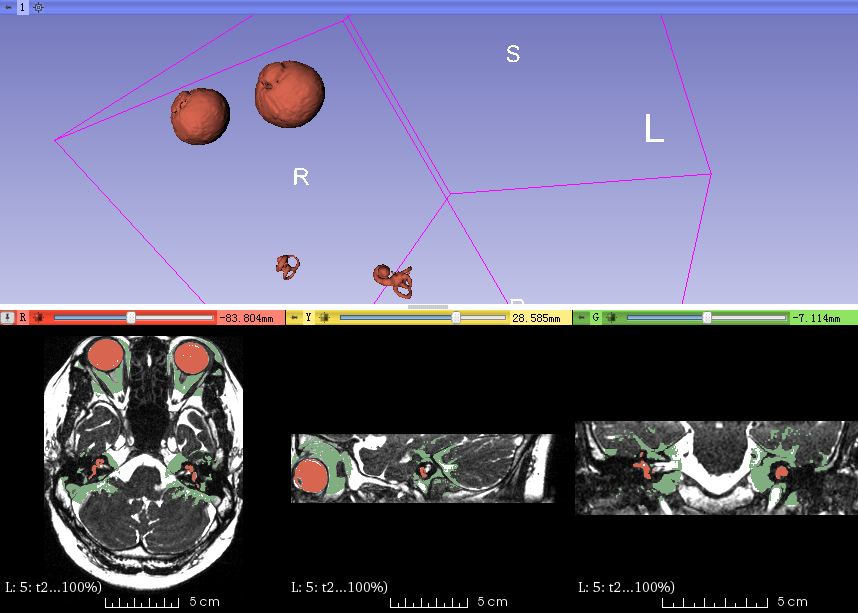 1
S
L
R
R -83.804mm Y 28.585mm G -7.114mm
L: 5: t2...100%) L: 5: t2...100%) L: 5: t2...100%)
5 cm 5 cm 5 cm